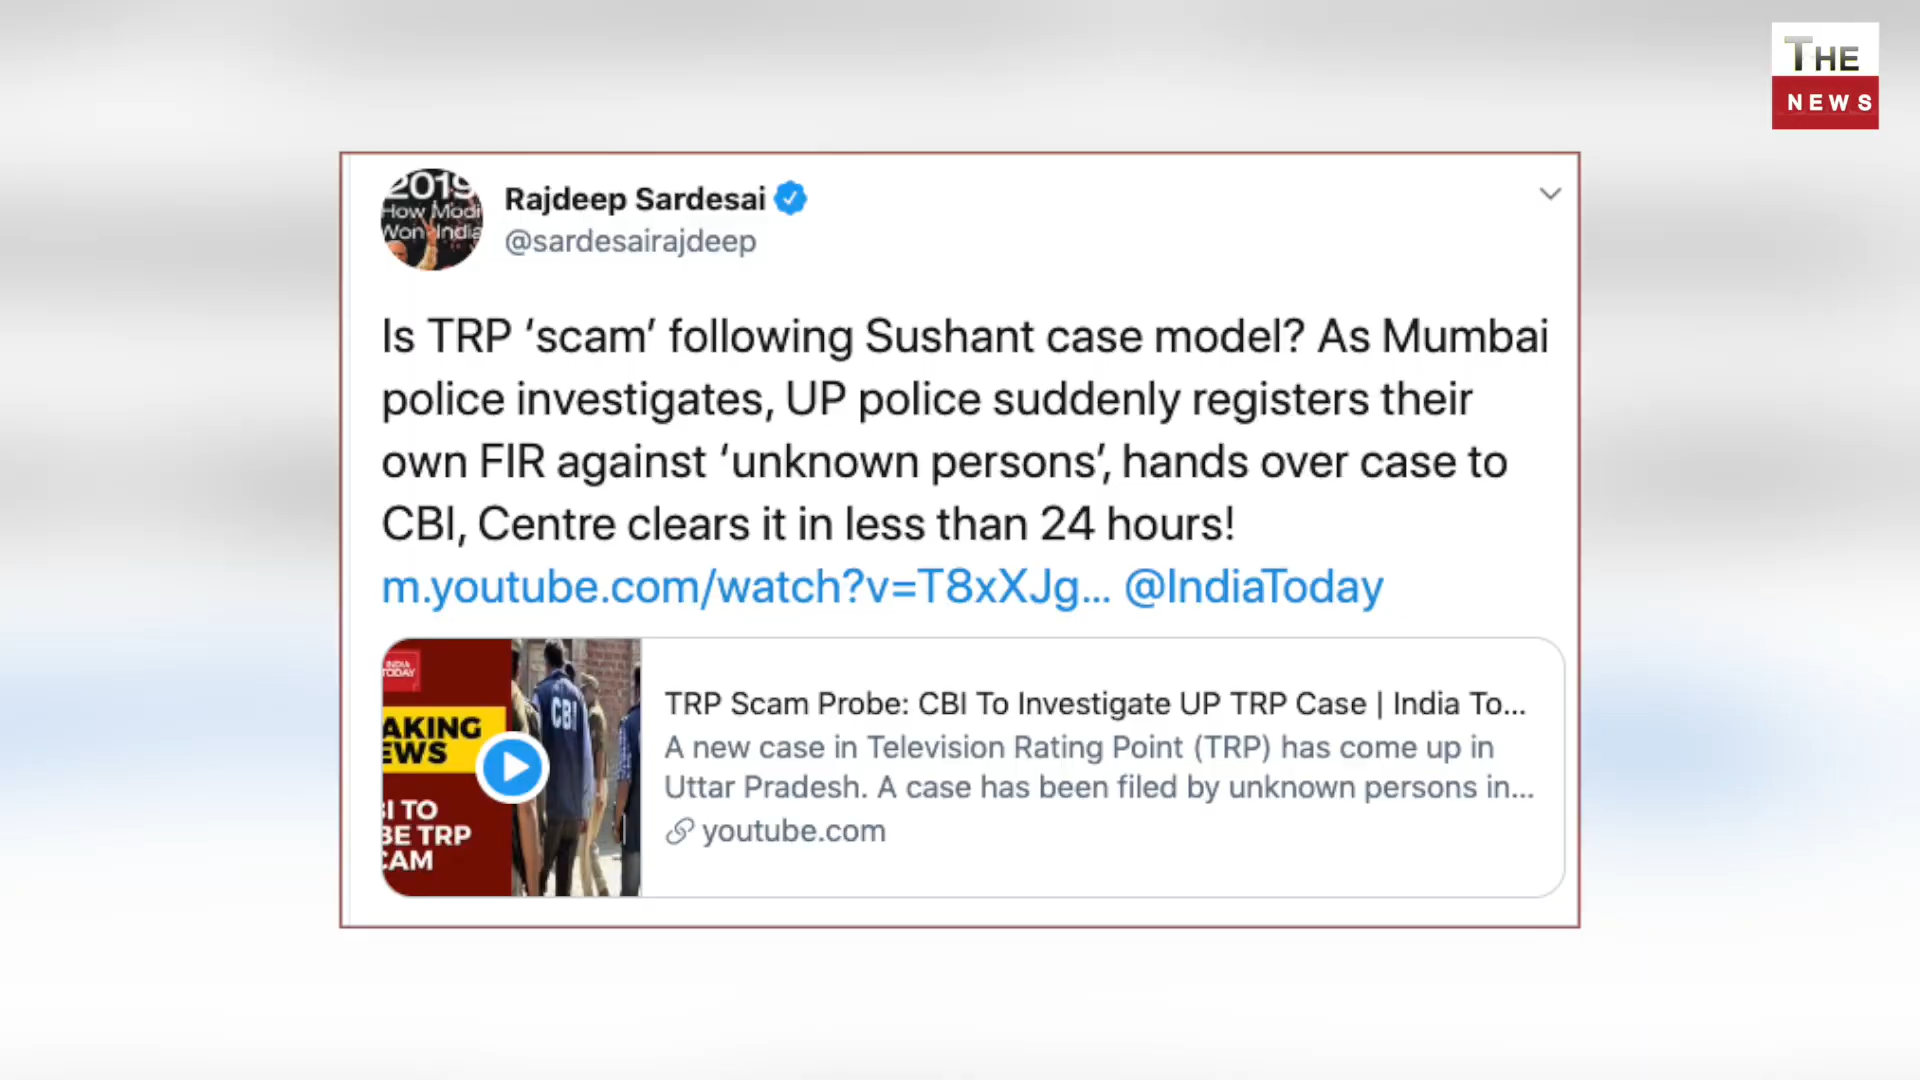 THE
NEWS
2019
How Modi
Won India
Rajdeep Sardesai
@sardesairajdeep
Is TRP ‘scam’ following Sushant case model? As Mumbai
police investigates, UP police suddenly registers their
own FIR against ‘unknown persons’, hands over case to
CBI, Centre clears it in less than 24 hours!
m.youtube.com/watch?v=T8xXJg... @IndiaToday
INDIA
TODAY
AKING
EWS
I TO
BE TRP
CAM
CBI
TRP Scam Probe: CBI To Investigate UP TRP Case | India To...
A new case in Television Rating Point (TRP) has come up in
Uttar Pradesh. A case has been filed by unknown persons in...
youtube.com